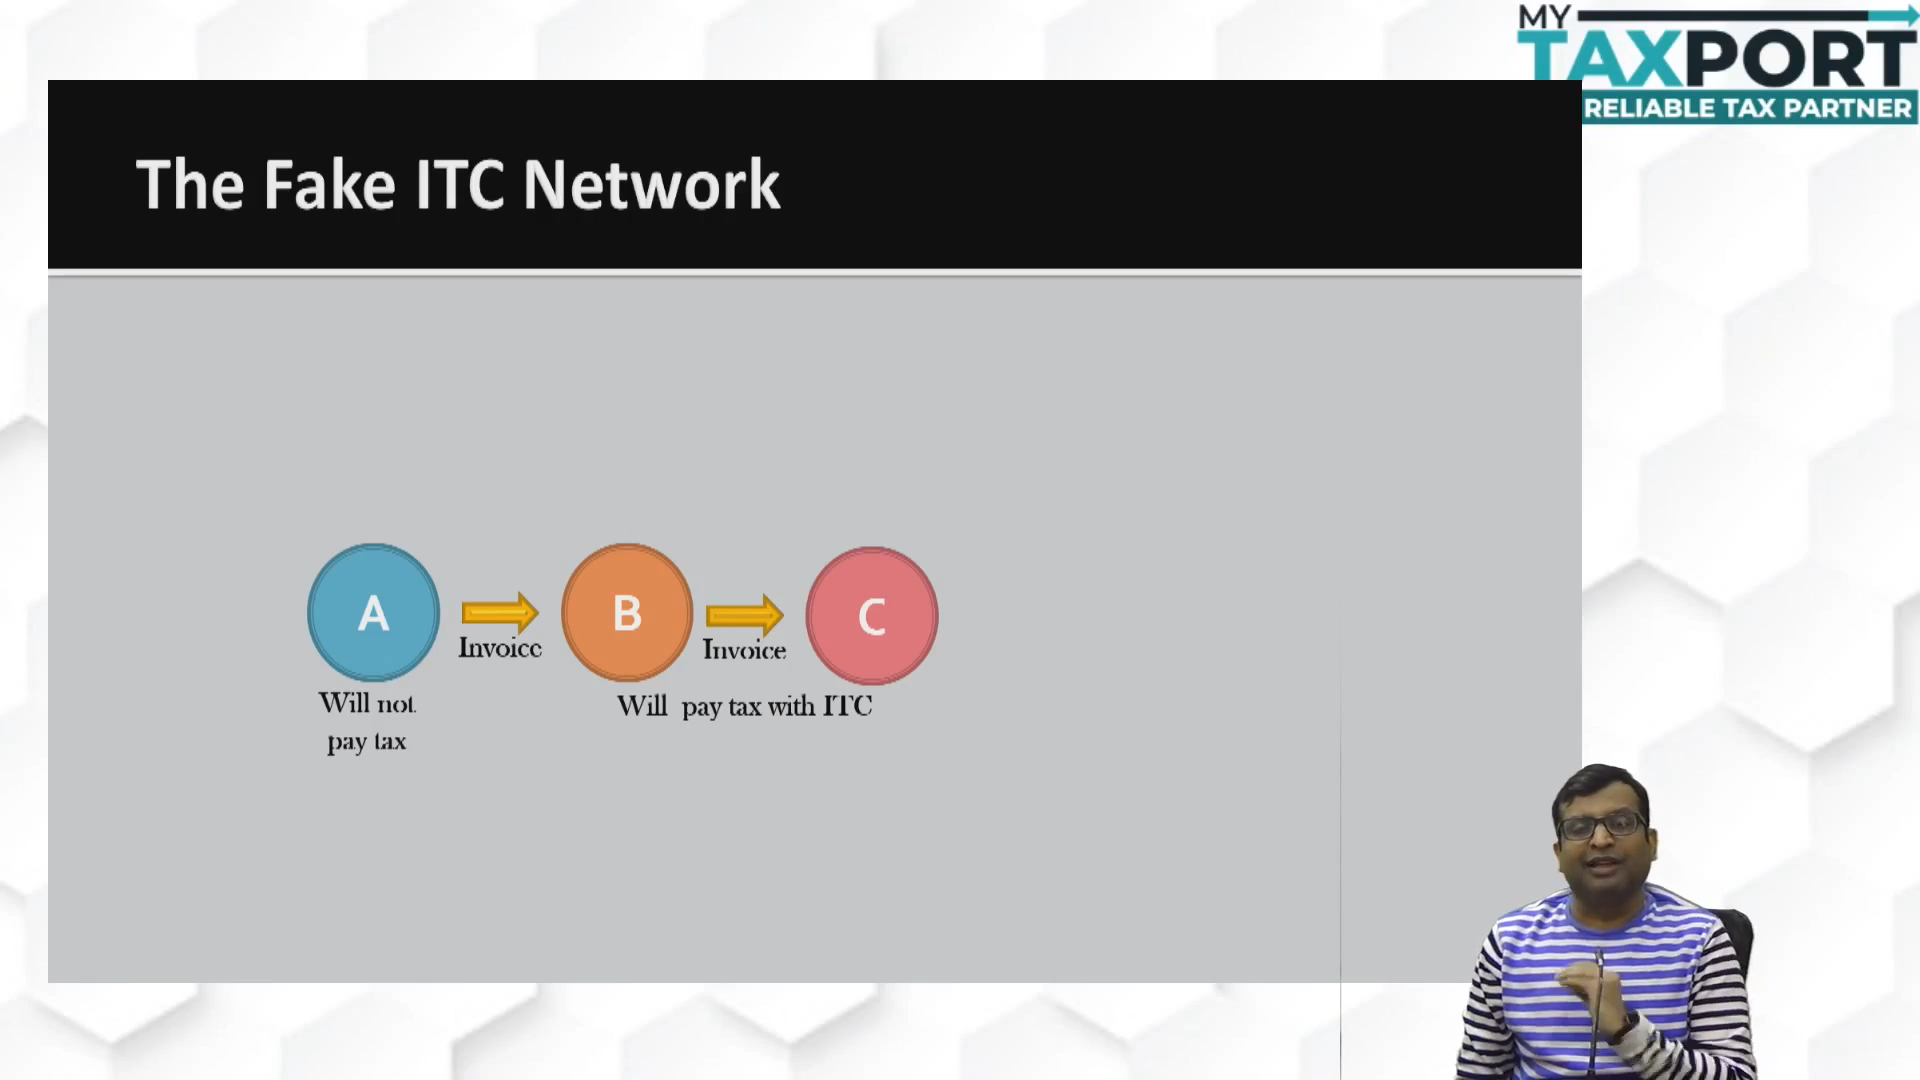 MY
TAXPORT
RELIABLE TAX PARTNER
The Fake ITC Network
A
B
C
Invoice
Invoice
Will not
pay tax
Will pay tax with ITC